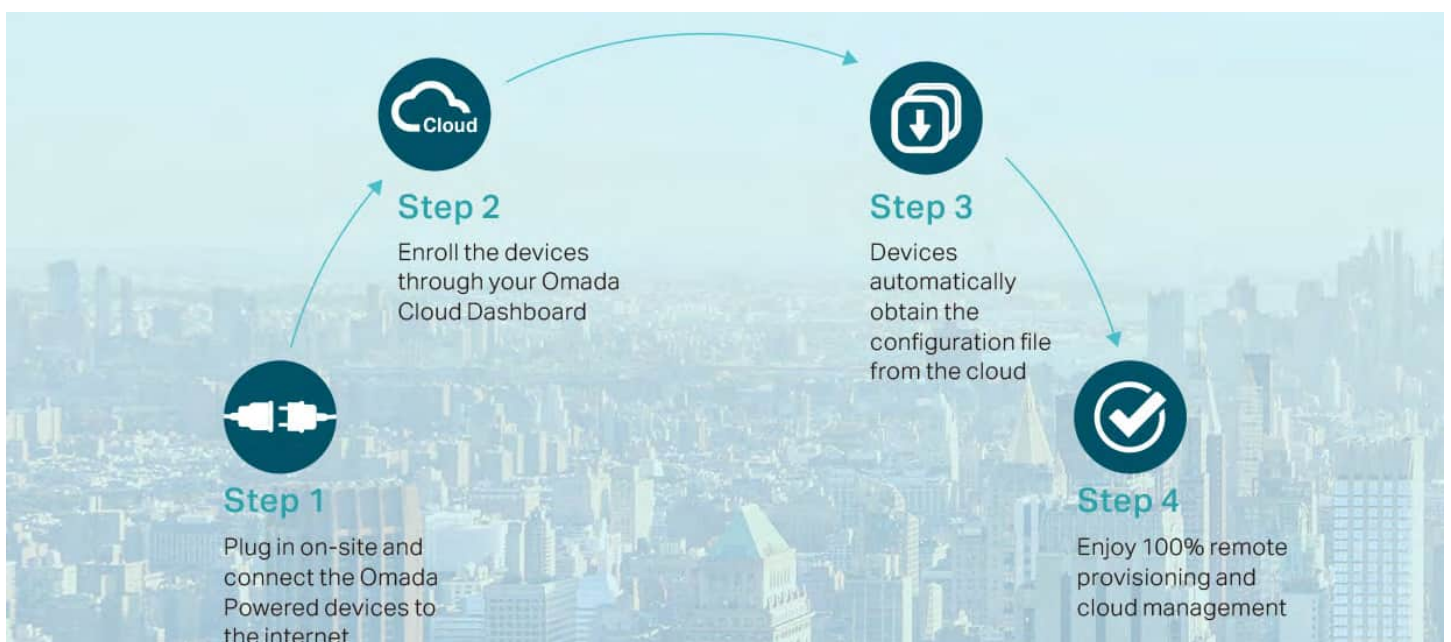 Step 1
Plug in on-site and
connect the Omada
Powered devices to
the internet
Cloud
Step 2
Enroll the devices
through your Omada
Cloud Dashboard
Step 3
Devices
automatically
obtain the
configuration file
from the cloud
Step 4
Enjoy 100% remote
provisioning and
cloud management